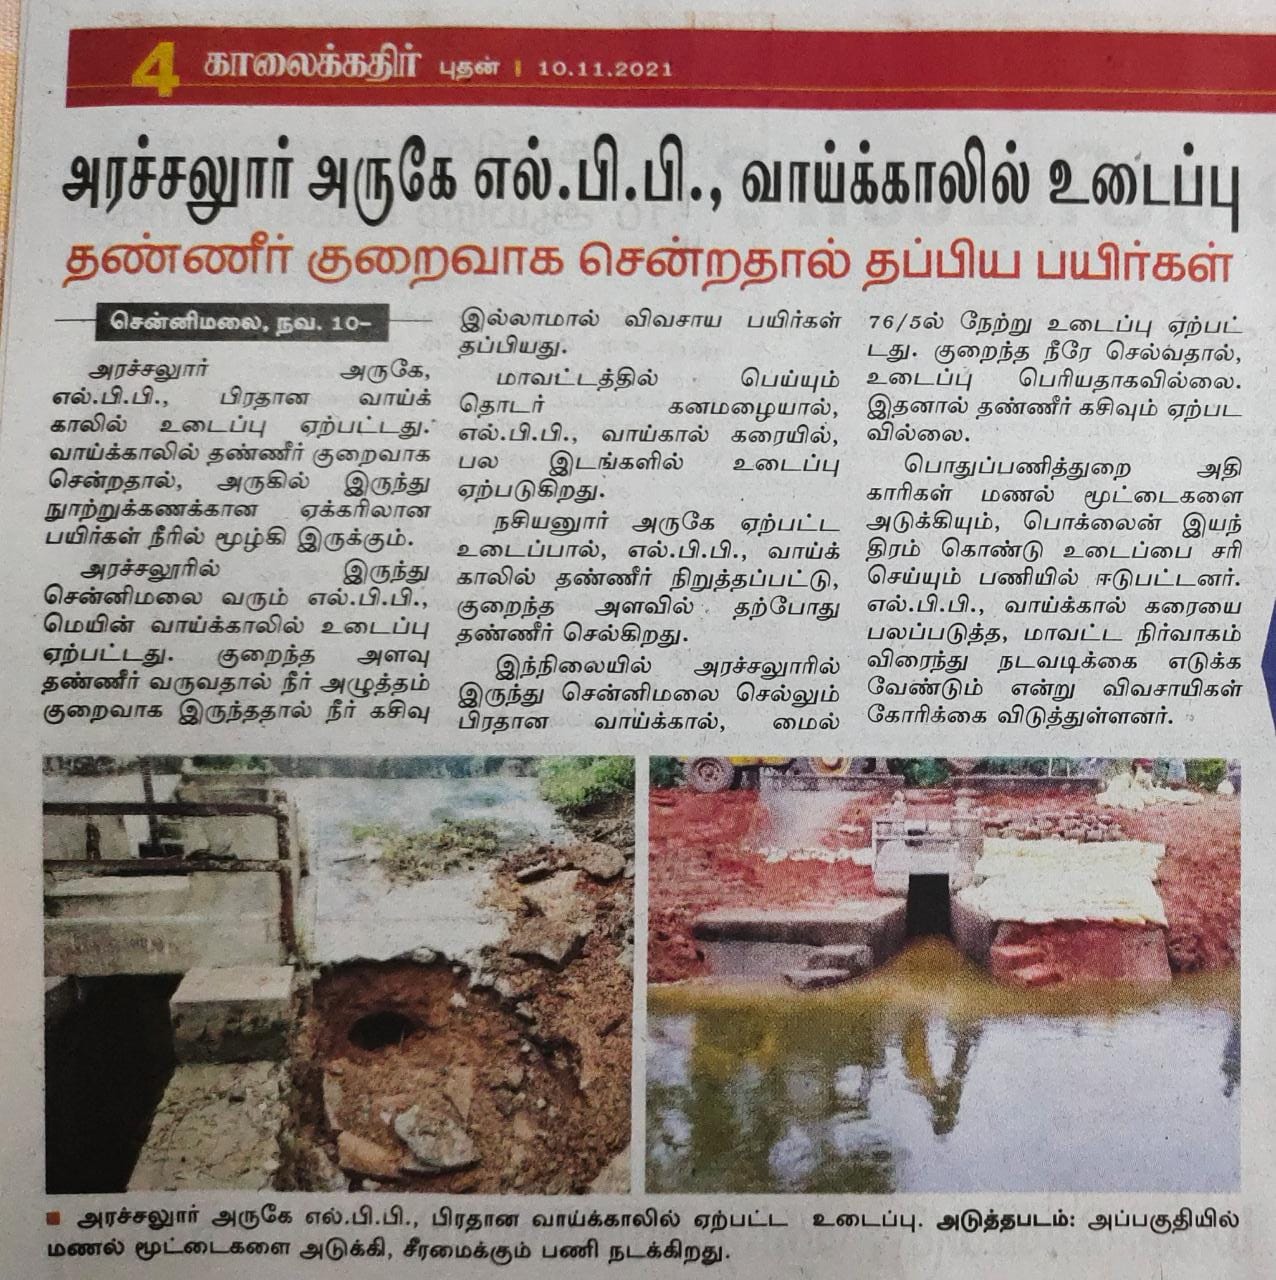 4 காலைக்கதிர் புதன் | 10.11.2021
அரச்சலூர் அருகே எல்.பி.பி., வாய்க்காலில் உடைப்பு
தண்ணீர் குறைவாக சென்றதால் தப்பிய பயிர்கள்
சென்னிமலை, நவ. 10–
அரச்சலூர் அருகே,
எல்.பி.பி., பிரதான வாய்க்
காலில் உடைப்பு ஏற்பட்டது.
வாய்க்காலில் தண்ணீர் குறைவாக
சென்றதால், அருகில் இருந்து
நூற்றுக்கணக்கான ஏக்கரிலான
பயிர்கள் நீரில் மூழ்கி இருக்கும்.
அரச்சலூரில் இருந்து
சென்னிமலை வரும் எல்.பி.பி.,
மெயின் வாய்க்காலில் உடைப்பு
ஏற்பட்டது. குறைந்த அளவு
தண்ணீர் வருவதால் நீர் அழுத்தம்
குறைவாக இருந்ததால் நீர் கசிவு
இல்லாமால் விவசாய பயிர்கள்
தப்பியது.
மாவட்டத்தில் பெய்யும்
தொடர் கனமழையால்,
எல்.பி.பி., வாய்கால் கரையில்,
பல இடங்களில் உடைப்பு
ஏற்படுகிறது.
நசியனூர் அருகே ஏற்பட்ட
உடைப்பால், எல்.பி.பி., வாய்க்
காலில் தண்ணீர் நிறுத்தப்பட்டு,
குறைந்த அளவில் தற்போது
தண்ணீர் செல்கிறது.
இந்நிலையில் அரச்சலூரில்
இருந்து சென்னிமலை செல்லும்
பிரதான வாய்க்கால், மைல்
76/5ல் நேற்று உடைப்பு ஏற்பட்
டது. குறைந்த நீரே செல்வதால்,
உடைப்பு பெரியதாகவில்லை.
இதனால் தண்ணீர் கசிவும் ஏற்பட
வில்லை.
பொதுப்பணித்துறை அதி
காரிகள் மணல் மூட்டைகளை
அடுக்கியும், பொக்லைன் இயந்
திரம் கொண்டு உடைப்பை சரி
செய்யும் பணியில் ஈடுபட்டனர்.
எல்.பி.பி., வாய்க்கால் கரையை
பலப்படுத்த, மாவட்ட நிர்வாகம்
விரைந்து நடவடிக்கை எடுக்க
வேண்டும் என்று விவசாயிகள்
கோரிக்கை விடுத்துள்ளனர்.
அரச்சலூர் அருகே எல்.பி.பி., பிரதான வாய்க்காலில் ஏற்பட்ட உடைப்பு. அடுத்தபடம்: அப்பகுதியில்
மணல் மூட்டைகளை அடுக்கி, சீரமைக்கும் பணி நடக்கிறது.